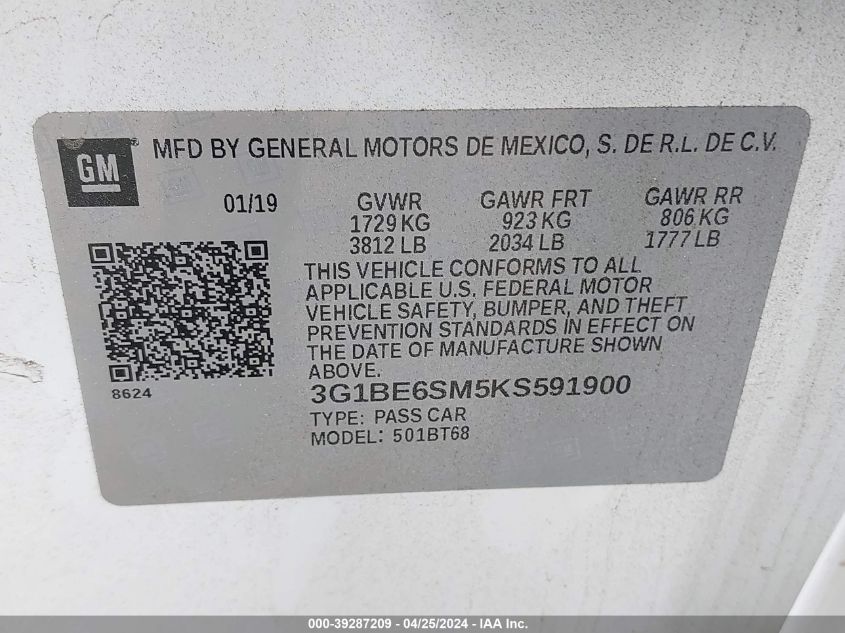 GM
MFD BY GENERAL MOTORS DE MEXICO, S. DE R.L. DE C.V.
01/19 GVWR GAWR FRT GAWR RR
1729 KG 923 KG 806 KG
3812 LB 2034 LB 1777 LB
THIS VEHICLE CONFORMS TO ALL
APPLICABLE U.S. FEDERAL MOTOR
VEHICLE SAFETY, BUMPER, AND THEFT
PREVENTION STANDARDS IN EFFECT ON
THE DATE OF MANUFACTURE SHOWN
ABOVE.
8624
3G1BE6SM5KS591900
TYPE: PASS CAR
MODEL: 501BT68
000-39287209 - 04/25/2024 - IAA Inc.